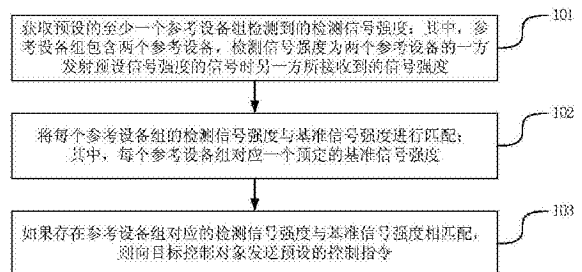 获取预设的至少一个参考设备组检测到的检测信号强度；其中，参
考设备组包含两个参考设备，检测信号强度为两个参考设备的一方
发射预设信号强度的信号时另一方所接收到的信号强度
101
将每个参考设备组的检测信号强度与基准信号强度进行匹配；
其中，每个参考设备组对应一个预定的基准信号强度
102
如果存在参考设备组对应的检测信号强度与基准信号强度相匹配，
则向目标控制对象发送预设的控制指令
103